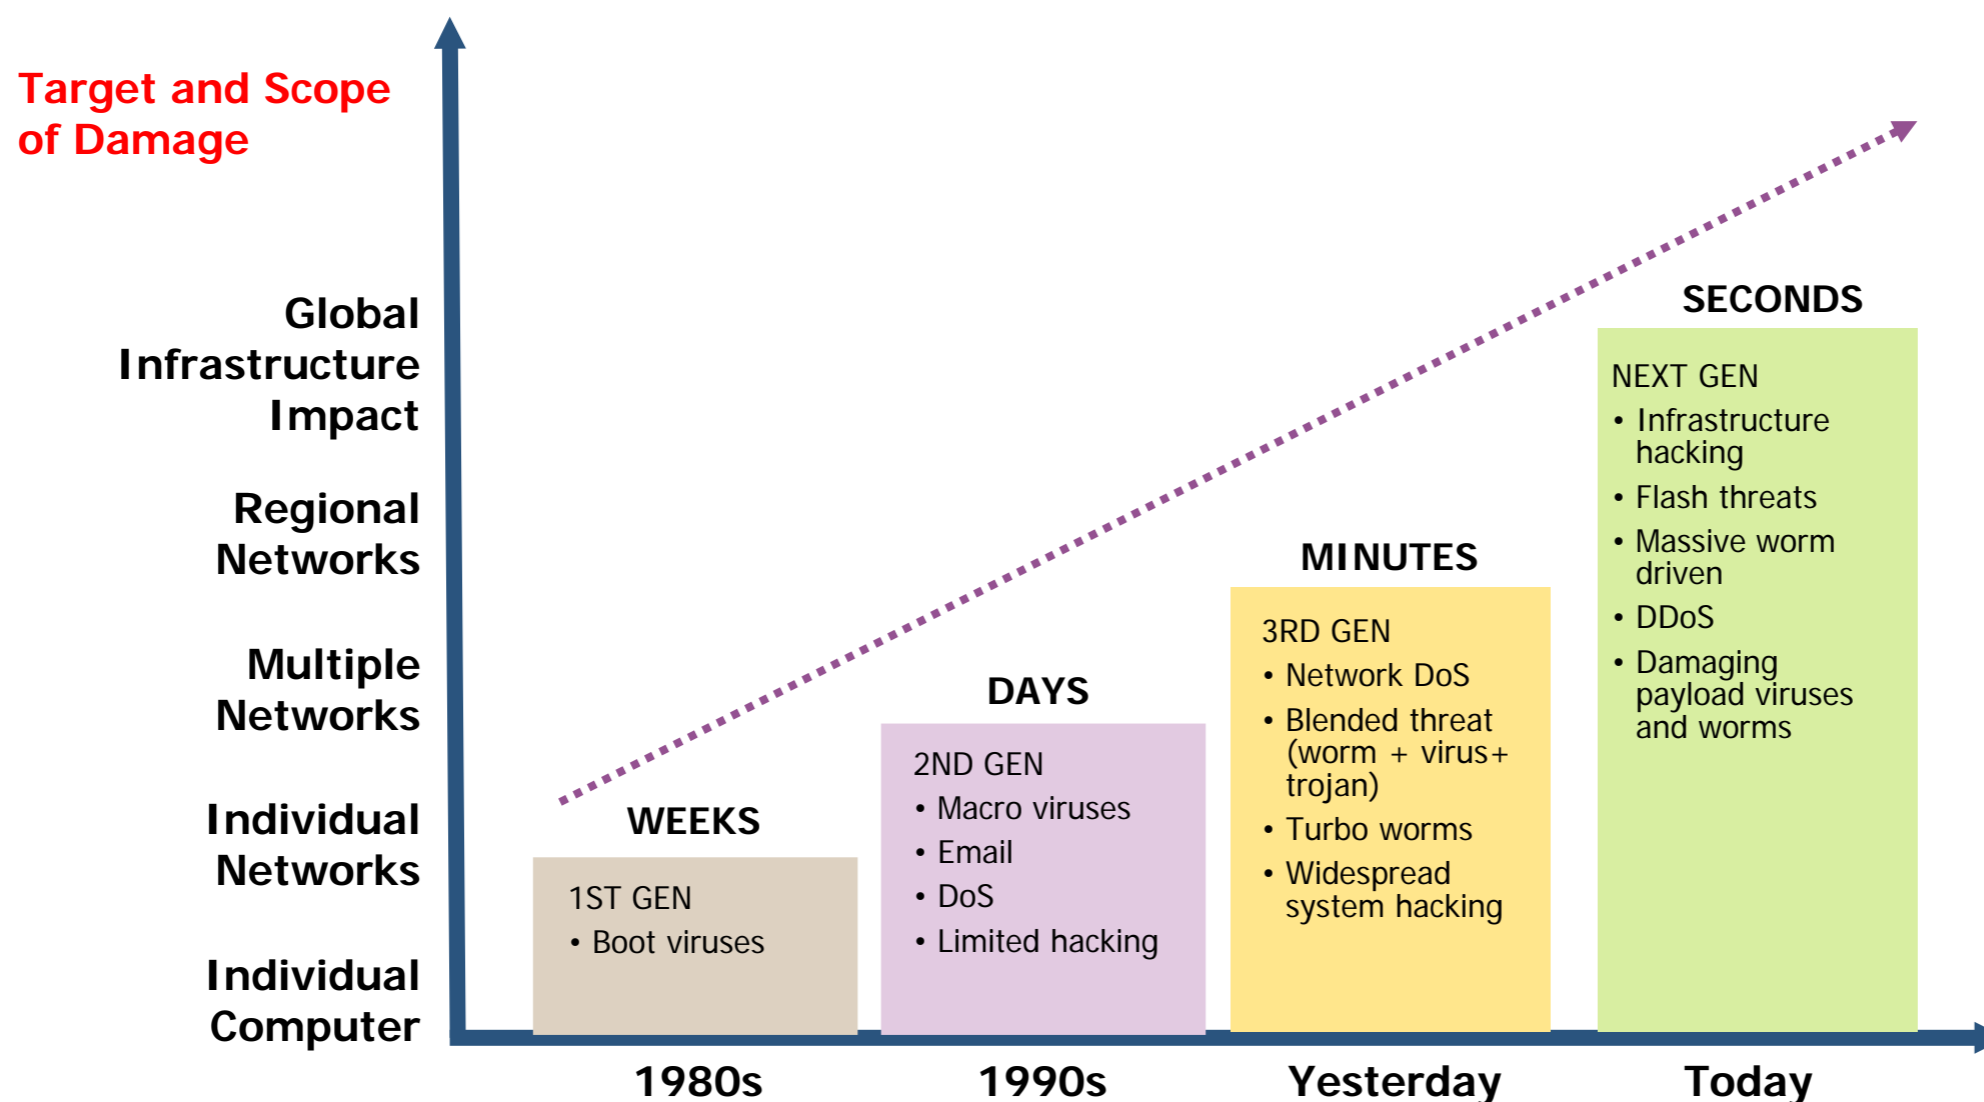 Target and Scope
of Damage
Global
Infrastructure
Impact
Regional
Networks
Multiple
Networks
Individual
Networks
Individual
Computer
WEEKS
1ST GEN
• Boot viruses
1980s
DAYS
2ND GEN
• Macro viruses
• Email
• DoS
• Limited hacking
1990s
MINUTES
3RD GEN
• Network DoS
• Blended threat
(worm + virus+
trojan)
• Turbo worms
• Widespread
system hacking
Yesterday
SECONDS
NEXT GEN
• Infrastructure
hacking
• Flash threats
• Massive worm
driven
• DDoS
• Damaging
payload viruses
and worms
Today